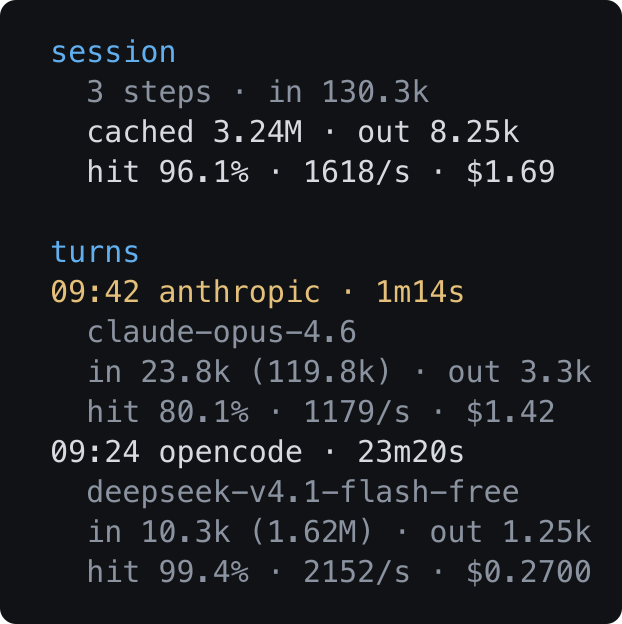 session
3 steps · in 130.3k
cached 3.24M · out 8.25k
hit 96.1% · 1618/s · $1.69
turns
09:42 anthropic · 1m14s
claude-opus-4.6
in 23.8k (119.8k) · out 3.3k
hit 80.1% · 1179/s · $1.42
09:24 opencode · 23m20s
deepseek-v4.1-flash-free
in 10.3k (1.62M) · out 1.25k
hit 99.4% · 2152/s · $0.2700